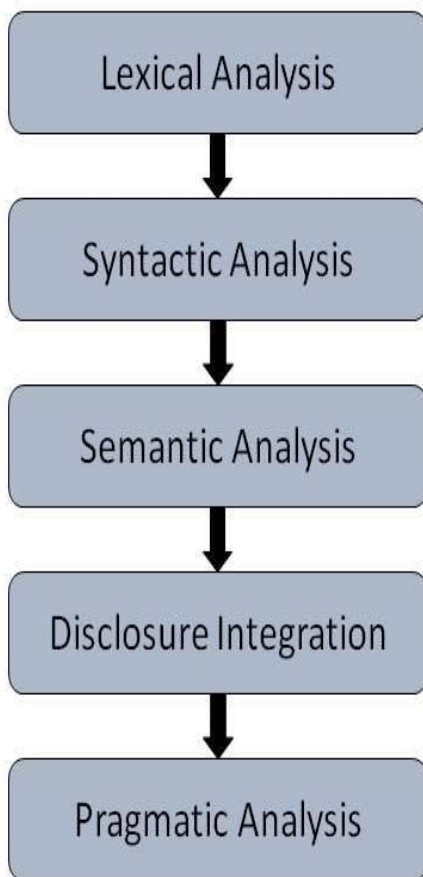 Lexical Analysis
Syntactic Analysis
Semantic Analysis
Disclosure Integration
Pragmatic Analysis